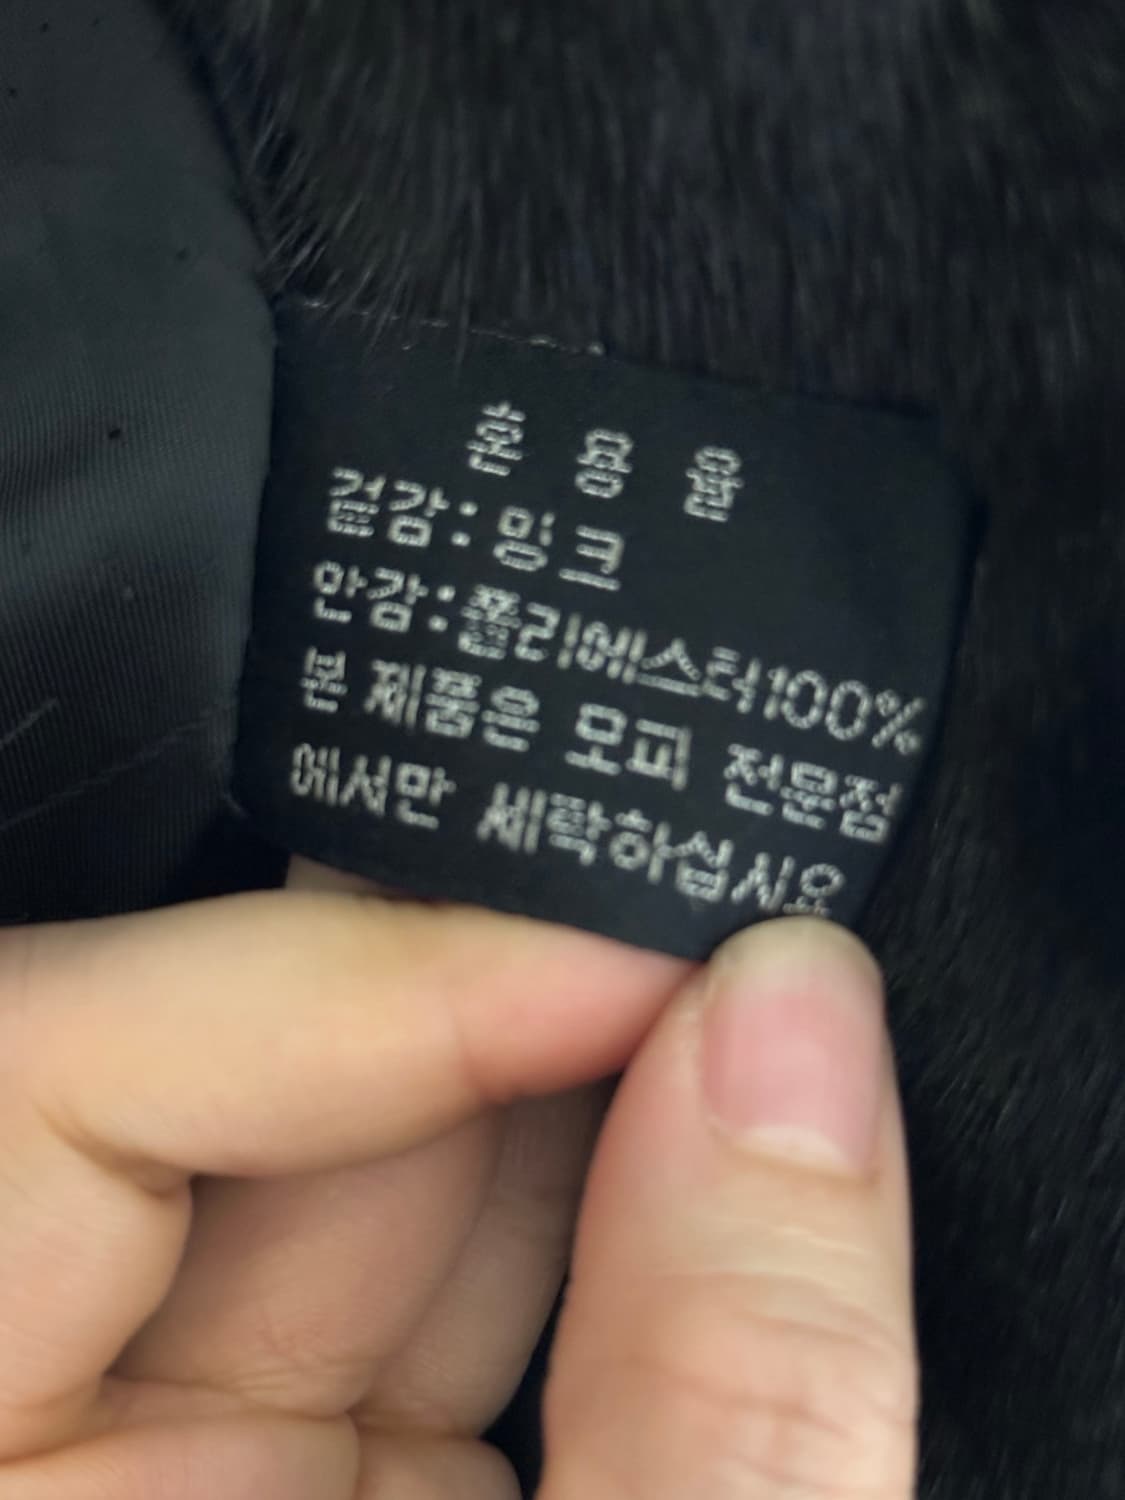 혼 용 율
겉감: 밍크
안감:폴리에스터100%
본 제품은 모피 전문점
에서만 세탁하십시요